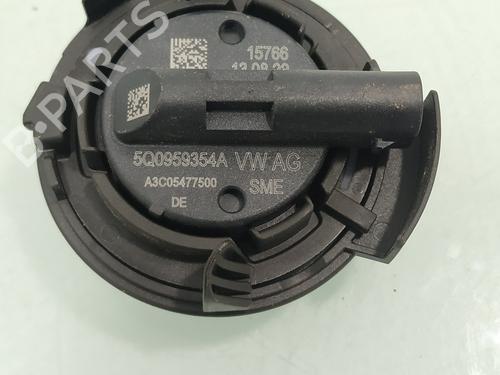 15766
5Q0959354A VW AG
A3C05477500 SME
DE
B-PARTS